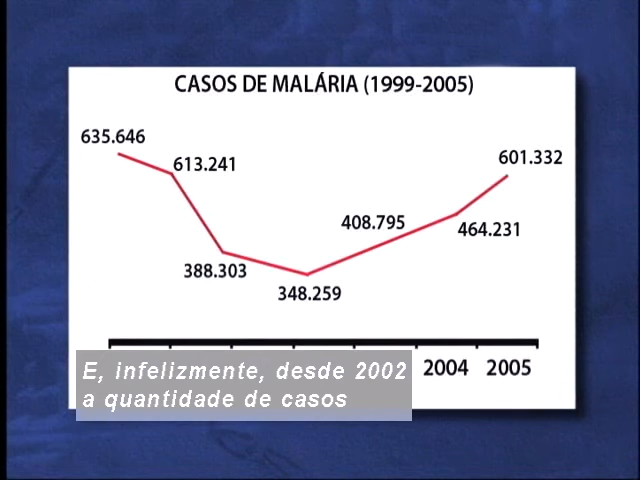 CASOS DE MALÁRIA (1999-2005)
635.646
613.241
388.303
348.259
408.795
464.231
601.332
2004 2005
E, infelizmente, desde 2002
a quantidade de casos